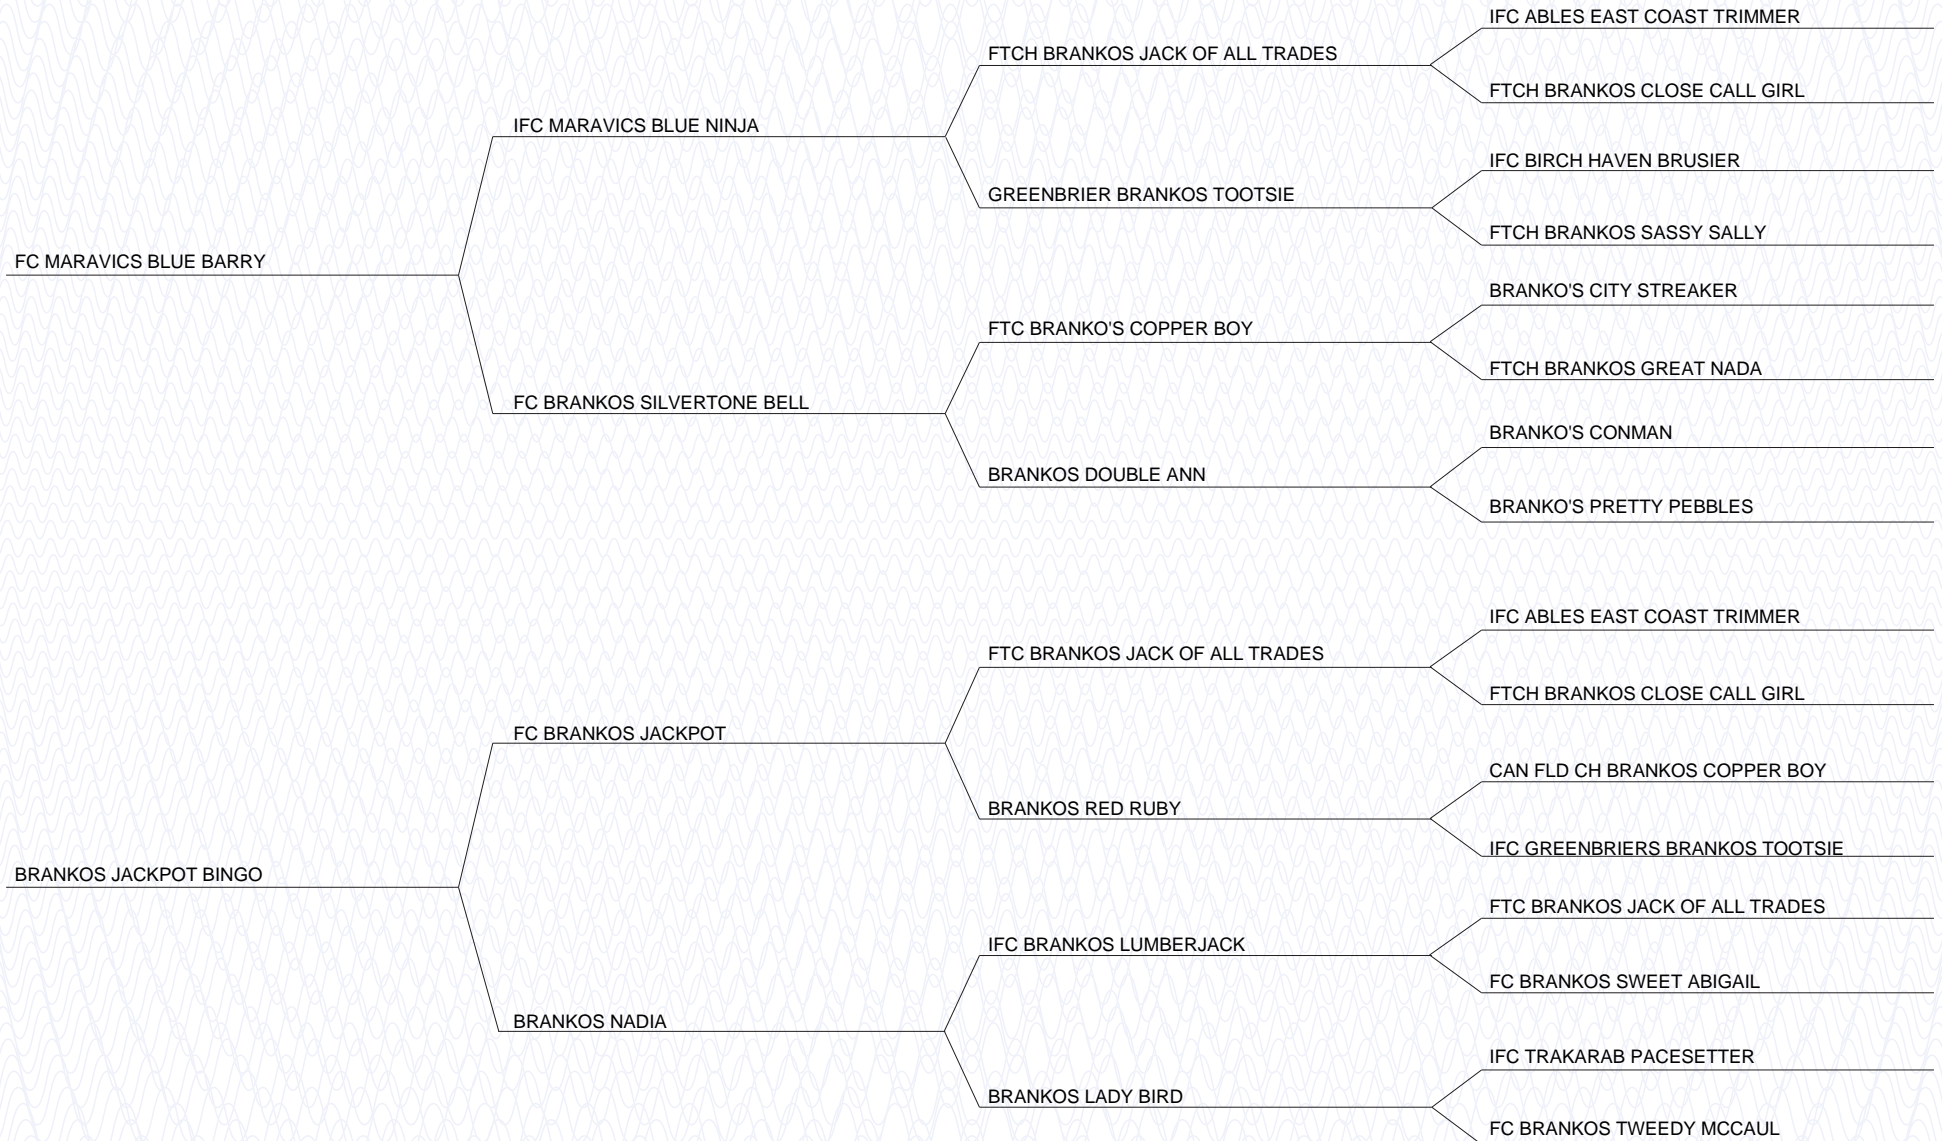 IFC ABLES EAST COAST TRIMMER
FTCH BRANKOS JACK OF ALL TRADES
FTCH BRANKOS CLOSE CALL GIRL
IFC MARAVICS BLUE NINJA
IFC BIRCH HAVEN BRUSIER
GREENBRIER BRANKOS TOOTSIE
FTCH BRANKOS SASSY SALLY
FC MARAVICS BLUE BARRY
BRANKO'S CITY STREAKER
FTC BRANKO'S COPPER BOY
FTCH BRANKOS GREAT NADA
FC BRANKOS SILVERTONE BELL
BRANKO'S CONMAN
BRANKOS DOUBLE ANN
BRANKO'S PRETTY PEBBLES
IFC ABLES EAST COAST TRIMMER
FTC BRANKOS JACK OF ALL TRADES
FTCH BRANKOS CLOSE CALL GIRL
FC BRANKOS JACKPOT
CAN FLD CH BRANKOS COPPER BOY
BRANKOS RED RUBY
IFC GREENBRIERS BRANKOS TOOTSIE
BRANKOS JACKPOT BINGO
FTC BRANKOS JACK OF ALL TRADES
IFC BRANKOS LUMBERJACK
FC BRANKOS SWEET ABIGAIL
BRANKOS NADIA
IFC TRAKARAB PACESETTER
BRANKOS LADY BIRD
FC BRANKOS TWEEDY MCCAUL